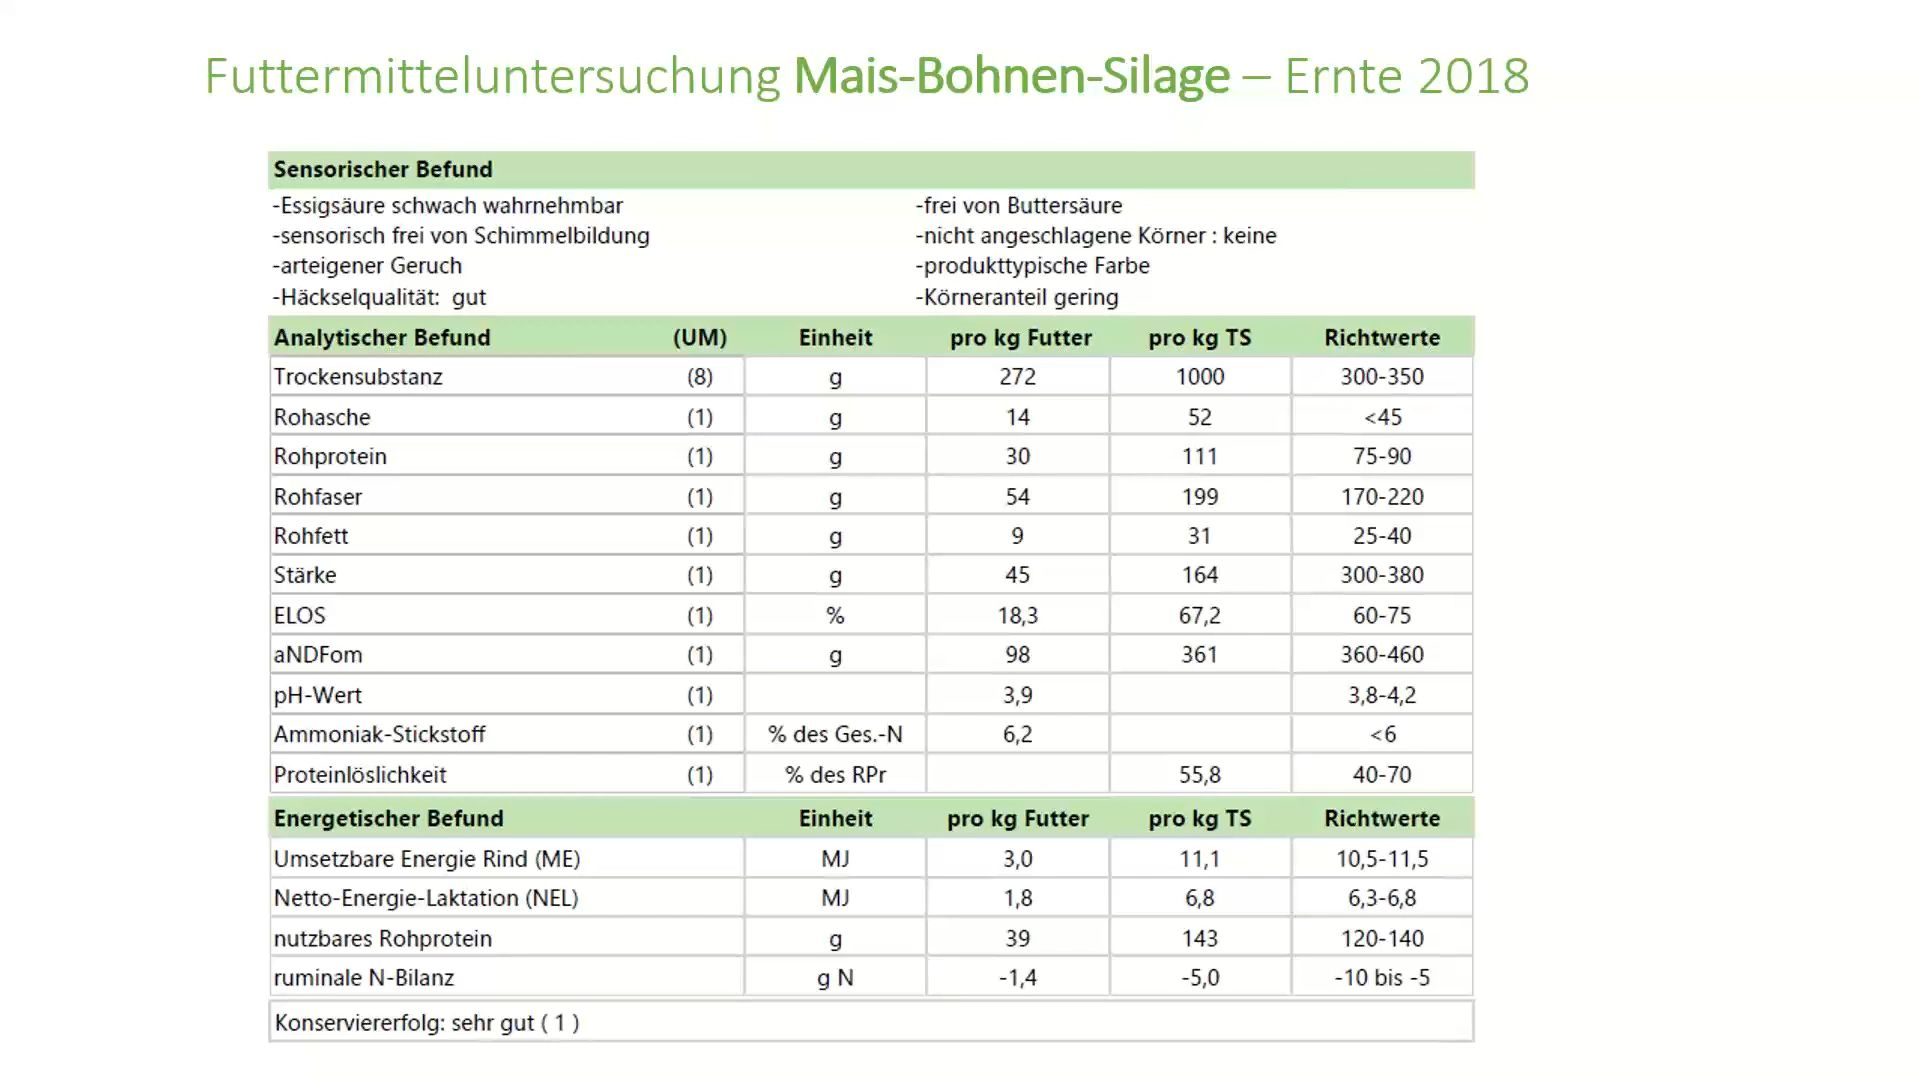 Futtermitteluntersuchung Mais-Bohnen-Silage – Ernte 2018
Sensorischer Befund
-Essigsäure schwach wahrnehmbar -frei von Buttersäure
-sensorisch frei von Schimmelbildung -nicht angeschlagene Körner : keine
-arteigener Geruch -produkttypische Farbe
-Häckselqualität: gut -Körneranteil gering
Analytischer Befund (UM) Einheit pro kg Futter pro kg TS Richtwerte
Trockensubstanz (8) g 272 1000 300-350
Rohasche (1) g 14 52 <45
Rohprotein (1) g 30 111 75-90
Rohfaser (1) g 54 199 170-220
Rohfett (1) g 9 31 25-40
Stärke (1) g 45 164 300-380
ELOS (1) % 18,3 67,2 60-75
aNDFom (1) g 98 361 360-460
pH-Wert (1) 3,9 3,8-4,2
Ammoniak-Stickstoff (1) % des Ges.-N 6,2 <6
Proteinlöslichkeit (1) % des RPr 55,8 40-70
Energetischer Befund Einheit pro kg Futter pro kg TS Richtwerte
Umsetzbare Energie Rind (ME) MJ 3,0 11,1 10,5-11,5
Netto-Energie-Laktation (NEL) MJ 1,8 6,8 6,3-6,8
nutzbares Rohprotein g 39 143 120-140
ruminale N-Bilanz g N -1,4 -5,0 -10 bis -5
Konserviererfolg: sehr gut ( 1 )